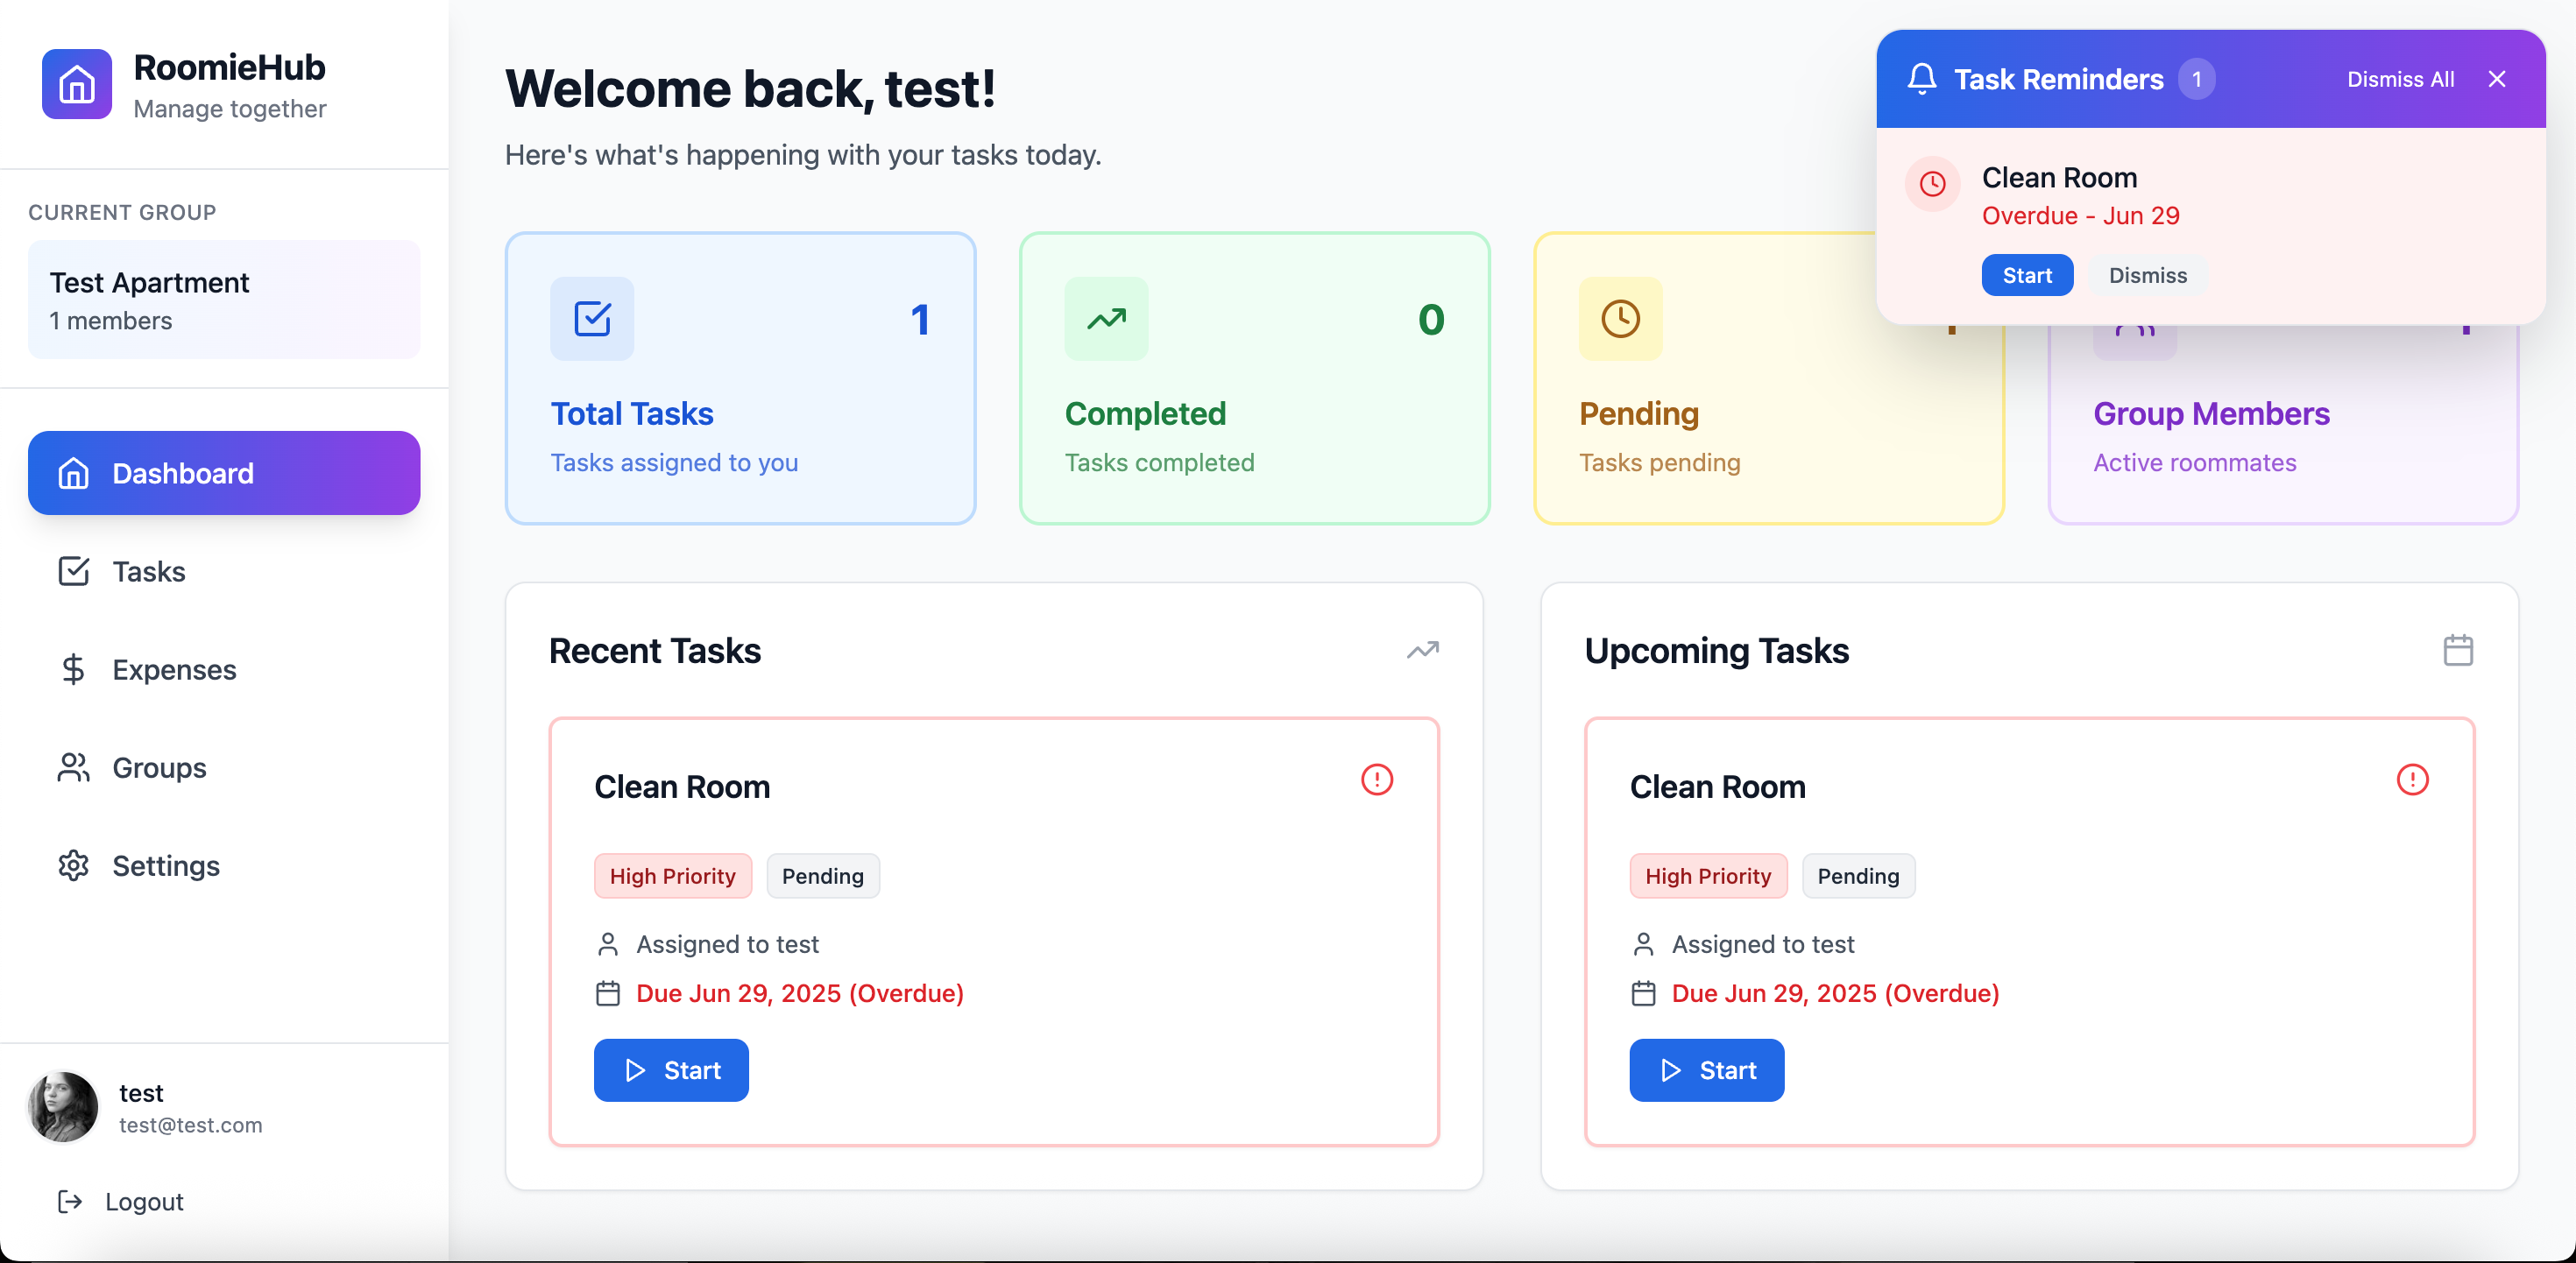 RoomieHub
Manage together
CURRENT GROUP
Test Apartment
1 members
Dashboard
Tasks
Expenses
Groups
Settings
test
test@test.com
Logout
Welcome back, test!
Here's what's happening with your tasks today.
Task Reminders 1 Dismiss All
Clean Room
Overdue - Jun 29
Start Dismiss
1
Total Tasks
Tasks assigned to you
0
Completed
Tasks completed
Pending
Tasks pending
Group Members
Active roommates
Recent Tasks
Clean Room
High Priority Pending
Assigned to test
Due Jun 29, 2025 (Overdue)
Start
Upcoming Tasks
Clean Room
High Priority Pending
Assigned to test
Due Jun 29, 2025 (Overdue)
Start